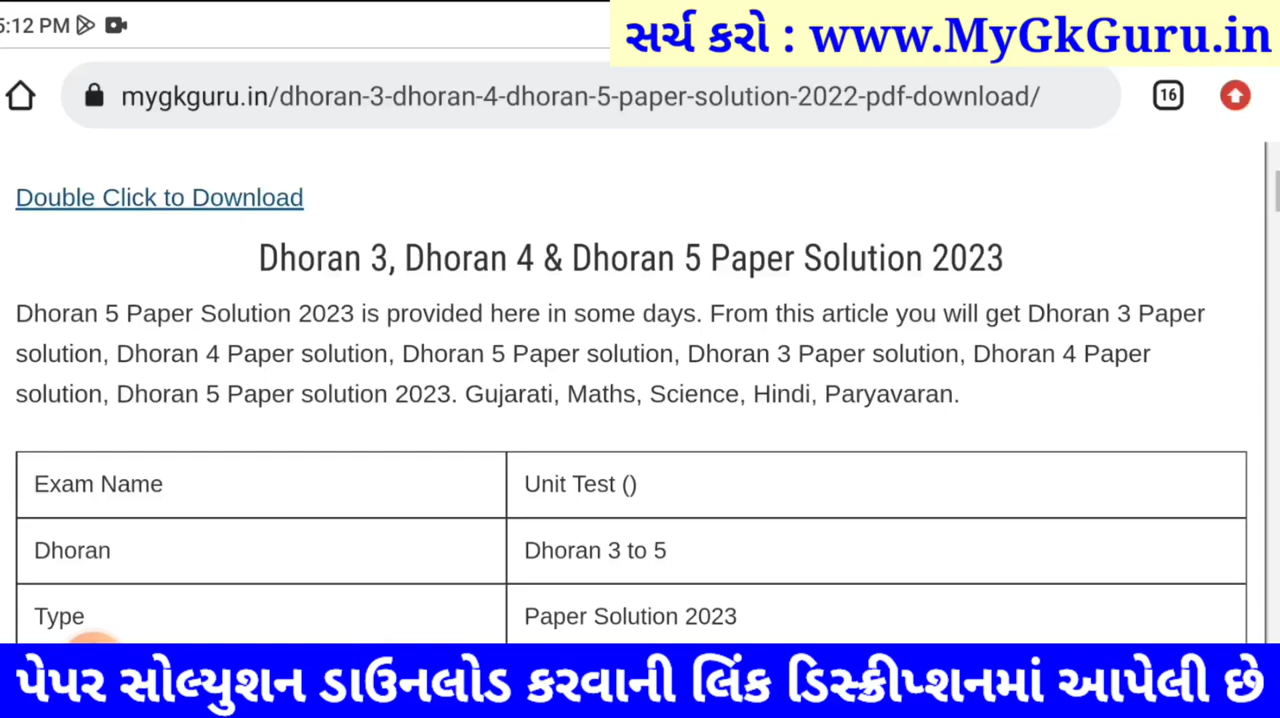 5:12 PM
સર્ચ કરો : www.MyGkGuru.in
mygkguru.in/dhoran-3-dhoran-4-dhoran-5-paper-solution-2022-pdf-download/
16
Double Click to Download
Dhoran 3, Dhoran 4 & Dhoran 5 Paper Solution 2023
Dhoran 5 Paper Solution 2023 is provided here in some days. From this article you will get Dhoran 3 Paper
solution, Dhoran 4 Paper solution, Dhoran 5 Paper solution, Dhoran 3 Paper solution, Dhoran 4 Paper
solution, Dhoran 5 Paper solution 2023. Gujarati, Maths, Science, Hindi, Paryavaran.
Exam Name Unit Test ()
Dhoran Dhoran 3 to 5
Type Paper Solution 2023
પેપર સોલ્યુશન ડાઉનલોડ કરવાની લિંક ડિસ્ક્રીપ્શનમાં આપેલી છે